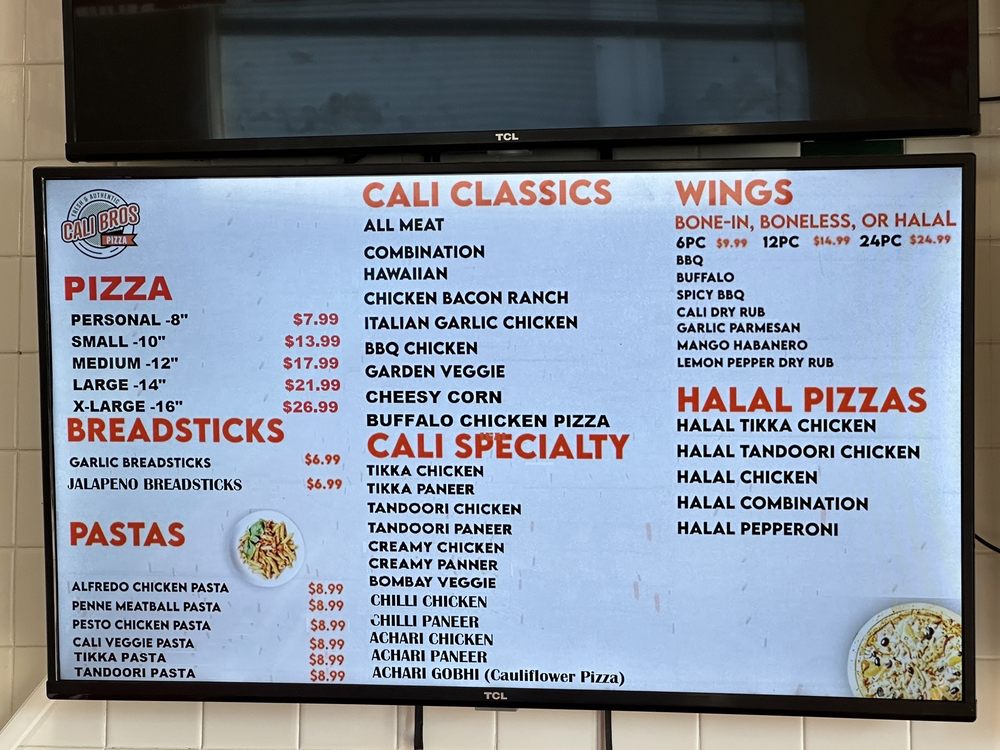 TCL
FRESH & AUTHENTIC
CALI BROS
PIZZA
PIZZA
PERSONAL -8" $7.99
SMALL -10" $13.99
MEDIUM -12" $17.99
LARGE -14" $21.99
X-LARGE -16" $26.99
BREADSTICKS
GARLIC BREADSTICKS $6.99
JALAPENO BREADSTICKS $6.99
PASTAS
ALFREDO CHICKEN PASTA $8.99
PENNE MEATBALL PASTA $8.99
PESTO CHICKEN PASTA $8.99
CALI VEGGIE PASTA $8.99
TIKKA PASTA $8.99
TANDOORI PASTA $8.99
CALI CLASSICS
ALL MEAT
COMBINATION
HAWAIIAN
CHICKEN BACON RANCH
ITALIAN GARLIC CHICKEN
BBQ CHICKEN
GARDEN VEGGIE
CHEESY CORN
BUFFALO CHICKEN PIZZA
CALI SPECIALTY
TIKKA CHICKEN
TIKKA PANEER
TANDOORI CHICKEN
TANDOORI PANEER
CREAMY CHICKEN
CREAMY PANNER
BOMBAY VEGGIE
CHILLI CHICKEN
CHILLI PANEER
ACHARI CHICKEN
ACHARI PANEER
ACHARI GOBHI (Cauliflower Pizza)
WINGS
BONE-IN, BONELESS, OR HALAL
6PC $9.99 12PC $14.99 24PC $24.99
BBQ
BUFFALO
SPICY BBQ
CALI DRY RUB
GARLIC PARMESAN
MANGO HABANERO
LEMON PEPPER DRY RUB
HALAL PIZZAS
HALAL TIKKA CHICKEN
HALAL TANDOORI CHICKEN
HALAL CHICKEN
HALAL COMBINATION
HALAL PEPPERONI
TCL